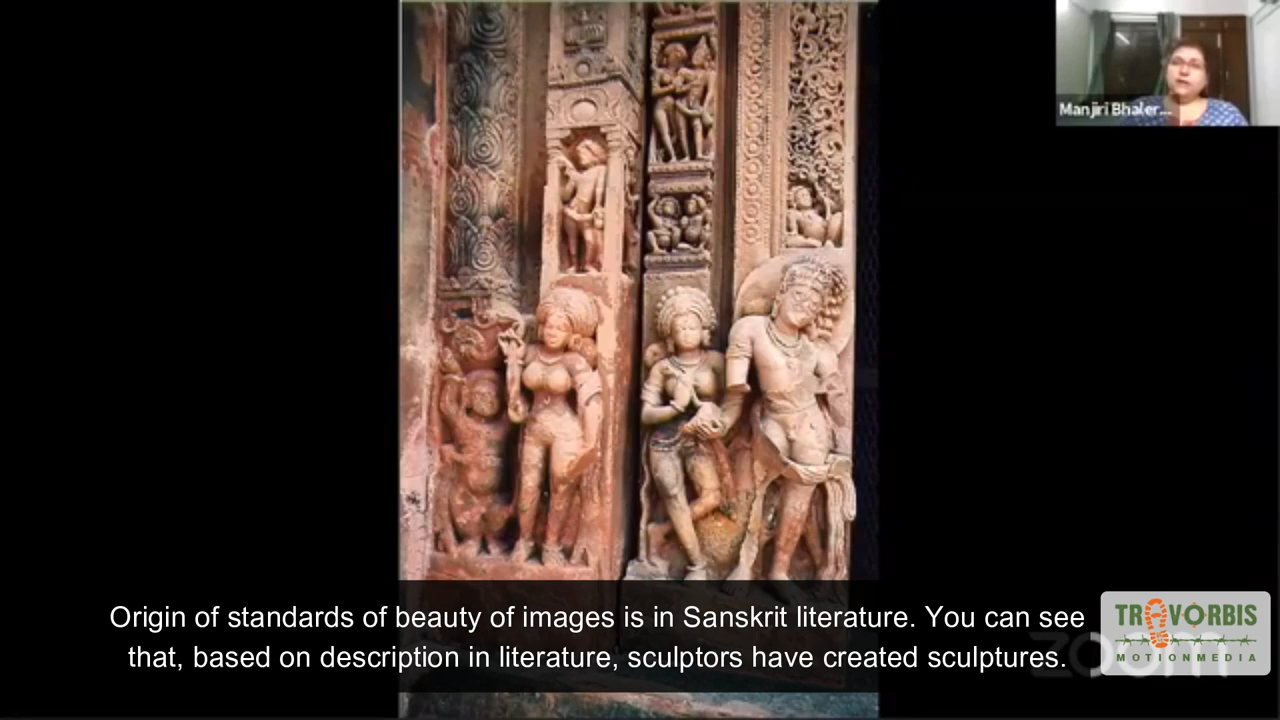 Manjiri Bhaler...
Origin of standards of beauty of images is in Sanskrit literature. You can see
that, based on description in literature, sculptors have created sculptures.
zoom
TRAVORBIS
MOTIONMEDIA